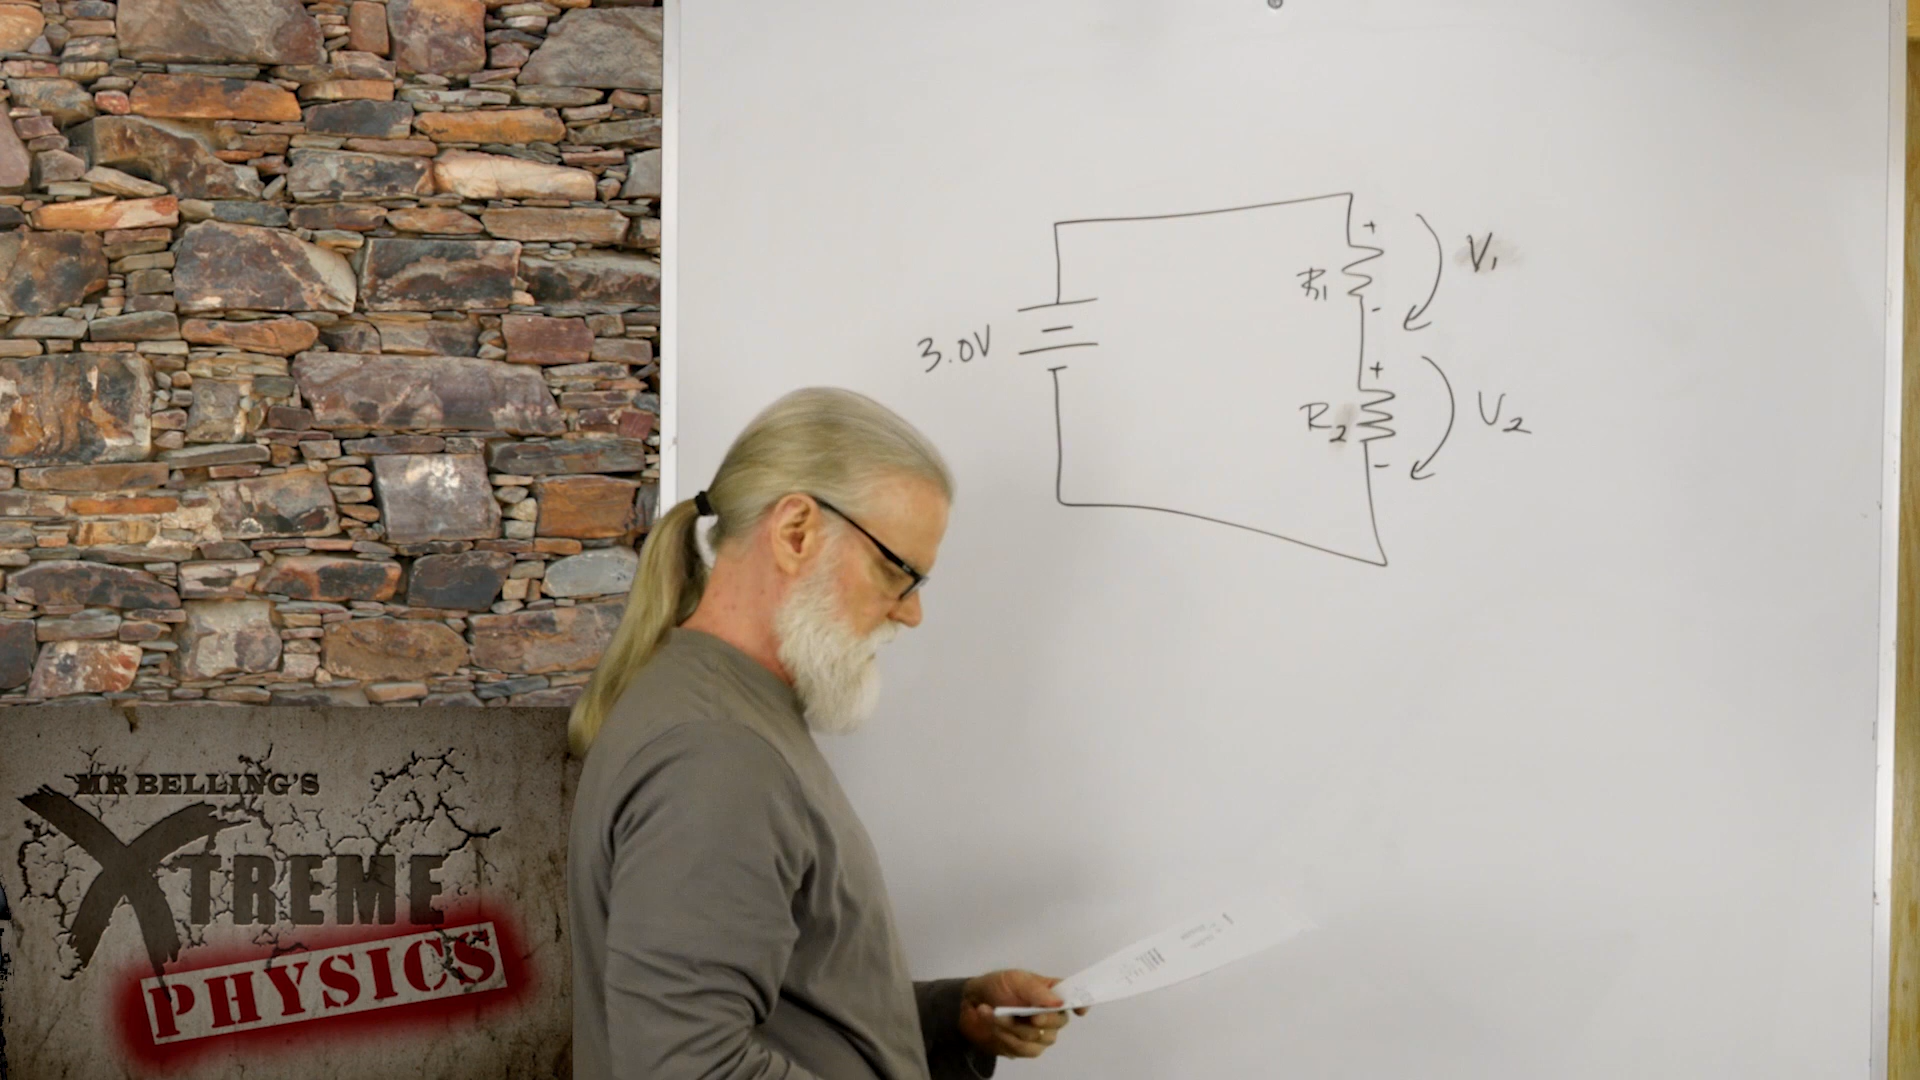 +
V₁
R₁
-
3.0V
+
R₂
V₂
-
MR BELLING'S
XTREME
PHYSICS